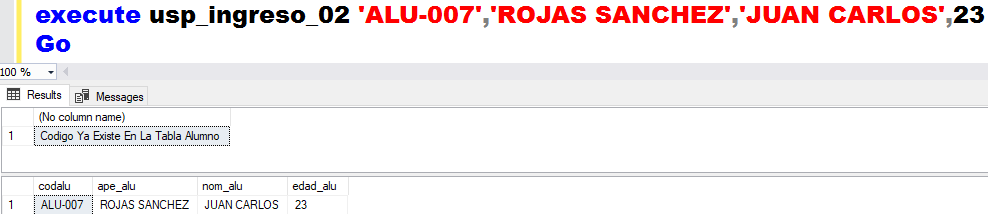 execute usp_ingreso_02 'ALU-007','ROJAS SANCHEZ','JUAN CARLOS',23
Go
100 %
Results Messages
(No column name)
1 Codigo Ya Existe En La Tabla Alumno
codalu ape_alu nom_alu edad_alu
1 ALU-007 ROJAS SANCHEZ JUAN CARLOS 23